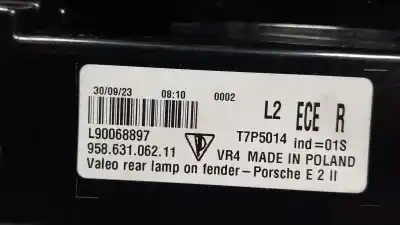 30/09/23 08:10 0002 L2 ECE R
L90068897 T7P5014 ind=01S
958.631.062.11 VR4 MADE IN POLAND
Valeo rear lamp on fender-Porsche E 2 II